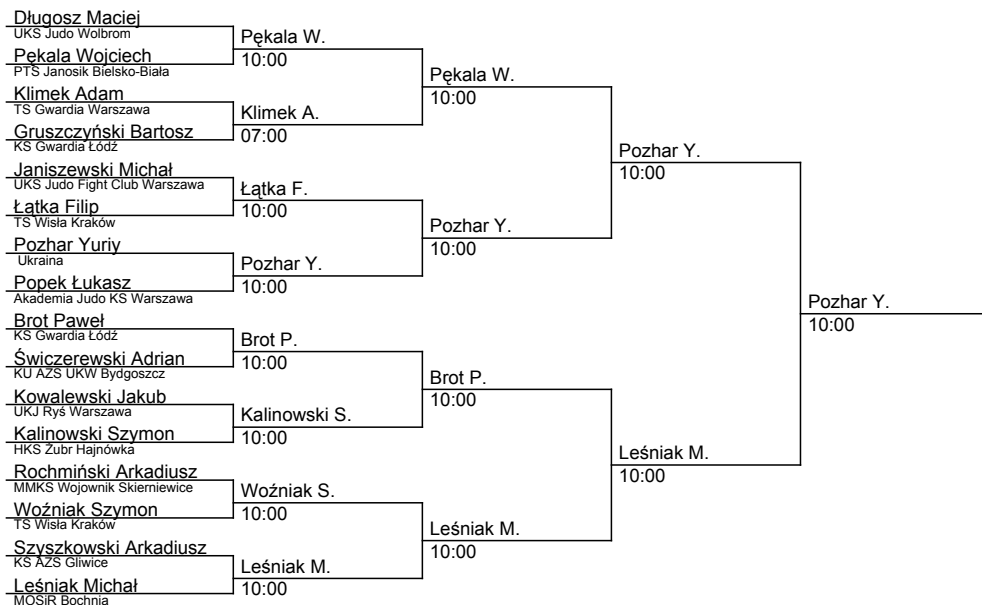 Długosz Maciej
UKS Judo Wolbrom
Pękala Wojciech
PTS Janosik Bielsko-Biała
Klimek Adam
TS Gwardia Warszawa
Gruszczyński Bartosz
KS Gwardia Łódź
Janiszewski Michał
UKS Judo Fight Club Warszawa
Łątka Filip
TS Wisła Kraków
Pozhar Yuriy
Ukraina
Popek Łukasz
Akademia Judo KS Warszawa
Brot Paweł
KS Gwardia Łódź
Świczerewski Adrian
KU AZS UKW Bydgoszcz
Kowalewski Jakub
UKJ Ryś Warszawa
Kalinowski Szymon
HKS Żubr Hajnówka
Rochmiński Arkadiusz
MMKS Wojownik Skierniewice
Woźniak Szymon
TS Wisła Kraków
Szyszkowski Arkadiusz
KS AZS Gliwice
Leśniak Michał
MOSiR Bochnia
Pękala W.
10:00
Klimek A.
07:00
Łątka F.
10:00
Pozhar Y.
10:00
Brot P.
10:00
Kalinowski S.
10:00
Woźniak S.
10:00
Leśniak M.
10:00
Pękala W.
10:00
Pozhar Y.
10:00
Brot P.
10:00
Leśniak M.
10:00
Pozhar Y.
10:00
Leśniak M.
10:00
Pozhar Y.
10:00